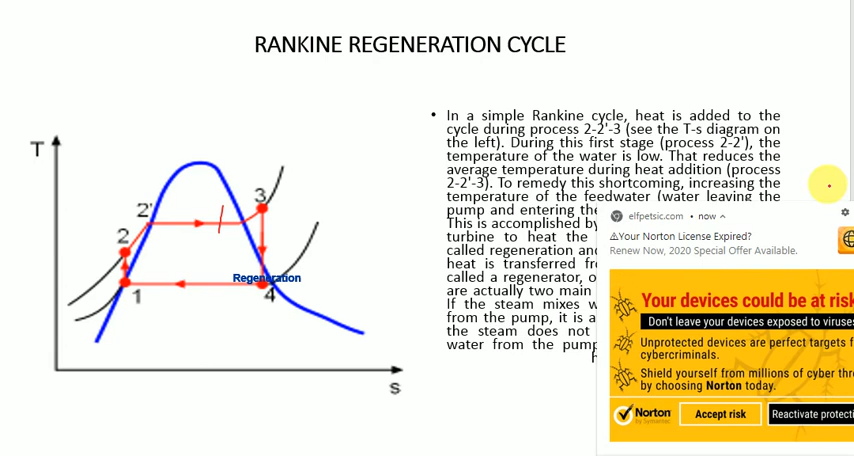 RANKINE REGENERATION CYCLE
T
2'
3
2
Regeneration
1
4
s
• In a simple Rankine cycle, heat is added to the
cycle during process 2-2'-3 (see the T-s diagram on
the left). During this first stage (process 2-2'), the
temperature of the water is low. That reduces the
average temperature during heat addition (process
2-2'-3). To remedy this shortcoming, increasing the
temperature of the feedwater (water leaving the
pump and entering the
This is accomplished by
turbine to heat the
called regeneration and
heat is transferred
called a regenerator,
are actually two main
If the steam mixes
from the pump, it is a
the steam does not
water from the pump
elfpetsic.com • now
⚠Your Norton License Expired?
Renew Now, 2020 Special Offer Available.
Your devices could be at risk
Don't leave your devices exposed to viruses
Unprotected devices are perfect targets
cybercriminals.
Shield yourself from millions of cyber
by choosing Norton today.
Norton
by Symantec
Accept risk
Reactivate